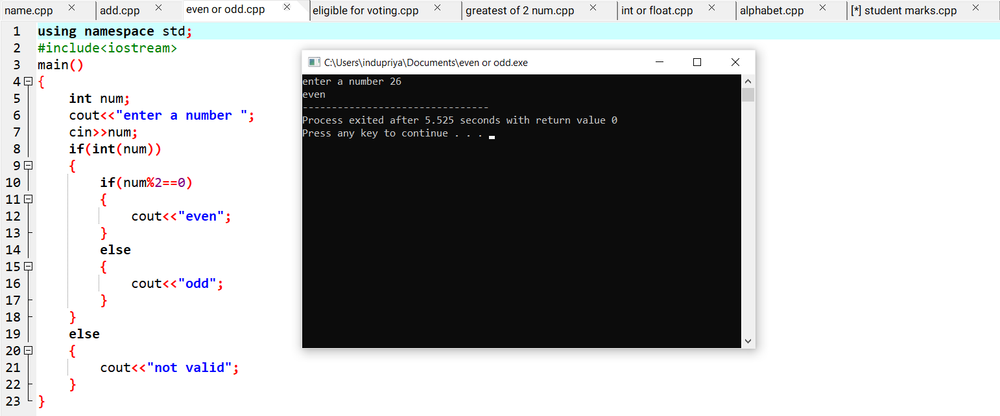 name.cpp add.cpp even or odd.cpp eligible for voting.cpp greatest of 2 num.cpp int or float.cpp alphabet.cpp [*] student marks.cpp
1 using namespace std;
2 #include<iostream>
3 main()
4 {
5 int num;
6 cout<<"enter a number ";
7 cin>>num;
8 if(int(num))
9 {
10 if(num%2==0)
11 {
12 cout<<"even";
13 }
14 else
15 {
16 cout<<"odd";
17 }
18 }
19 else
20 {
21 cout<<"not valid";
22 }
23 }
C:\Users\indupriya\Documents\even or odd.exe
enter a number 26
even
--------------------------------
Process exited after 5.525 seconds with return value 0
Press any key to continue . . .